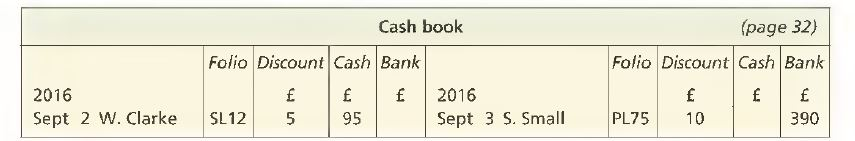 Cash book (page 32)
Folio Discount Cash Bank Folio Discount Cash Bank
2016 £ £ £ 2016 £ £ £
Sept 2 W. Clarke SL12 5 95 Sept 3 S. Small PL75 10 390